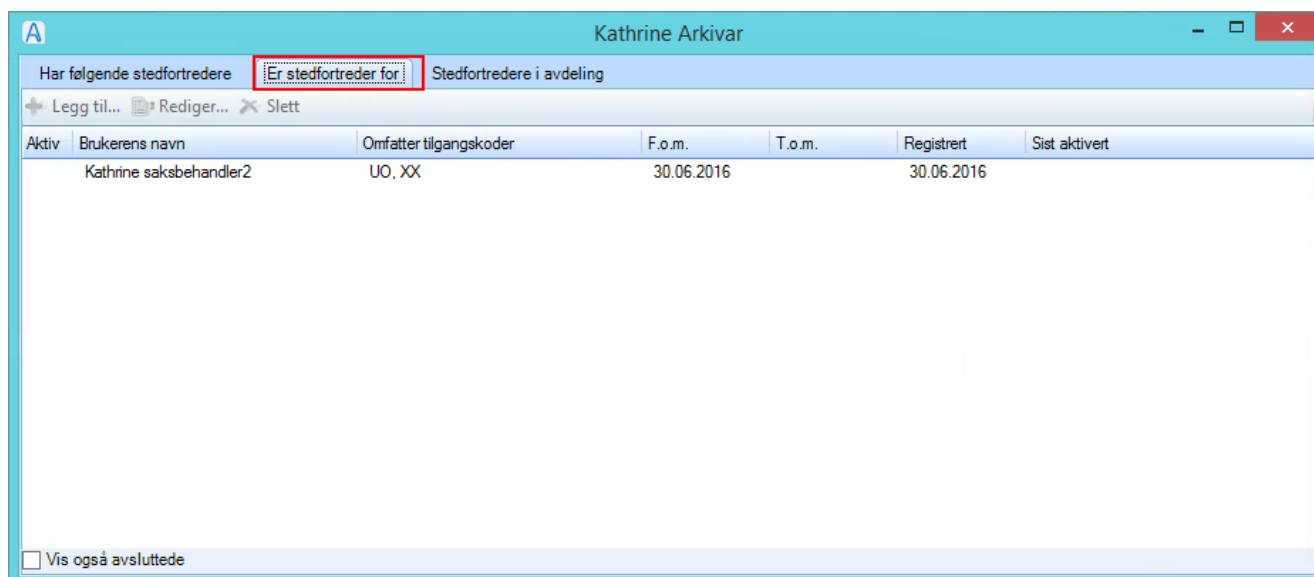 Kathrine Arkivar
Har følgende stedfortredere Er stedfortreder for Stedfortredere i avdeling
Legg til... Rediger... Slett
Aktiv Brukerens navn Omfatter tilgangskoder F.o.m. T.o.m. Registrert Sist aktivert
Kathrine saksbehandler2 UO, XX 30.06.2016 30.06.2016
Vis også avsluttede